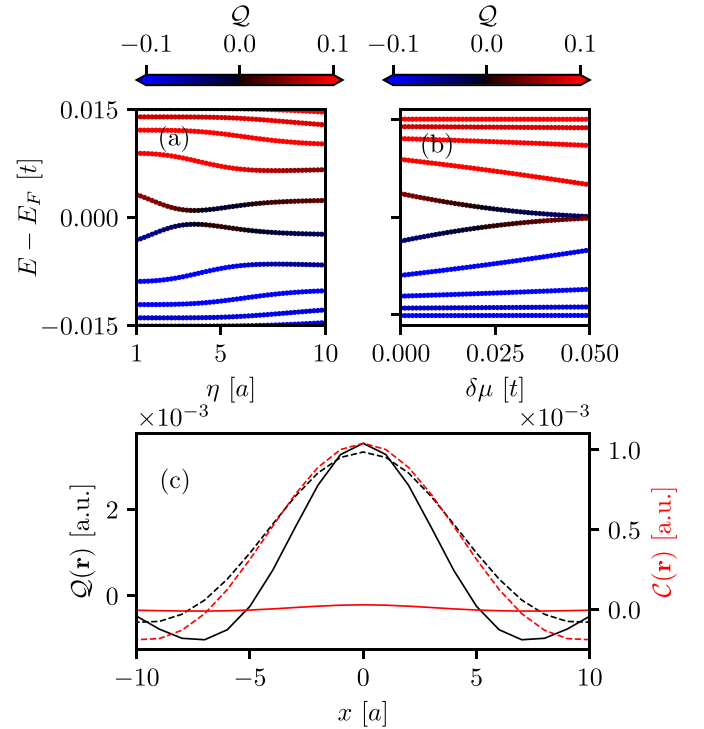 𝒬 𝒬
−0.1 0.0 0.1 −0.1 0.0 0.1
0.015
(a) (b)
E − E_F [t]
0.000
−0.015
1 5 10 0.000 0.025 0.050
η [a] δμ [t]
×10⁻³ ×10⁻³
(c)
1.0
2
𝒬(r) [a.u.]
0.5
𝒞(r) [a.u.]
0
0.0
−10 −5 0 5 10
x [a]